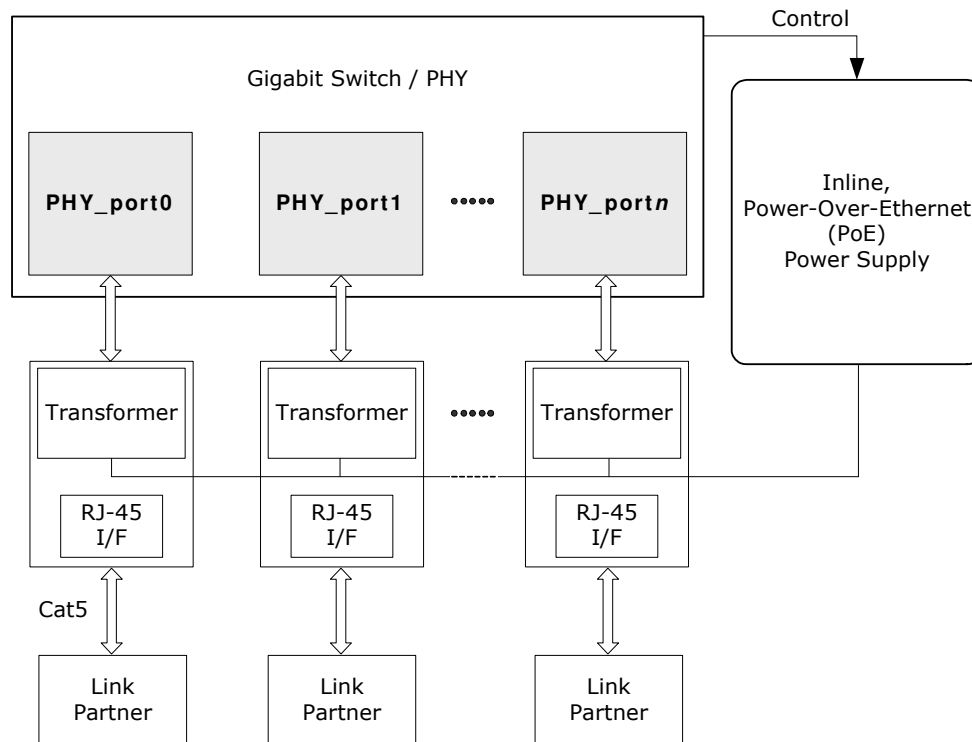 Control
Gigabit Switch / PHY
PHY_port0
PHY_port1
PHY_portn
Inline,
Power-Over-Ethernet
(PoE)
Power Supply
Transformer
Transformer
Transformer
RJ-45
I/F
RJ-45
I/F
RJ-45
I/F
Cat5
Link
Partner
Link
Partner
Link
Partner